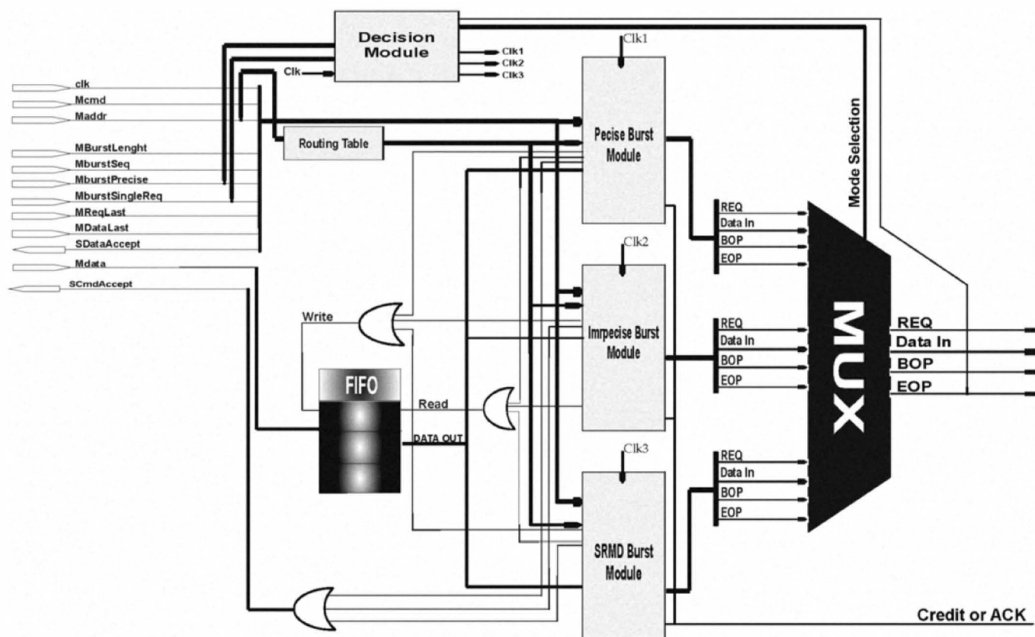 Decision
Module
Clk
Clk1
Clk2
Clk3
clk
Mcmd
Maddr
MBurstLenght
MburstSeq
MburstPrecise
MburstSingleReq
MReqLast
MDataLast
SDataAccept
Mdata
SCmdAccept
Routing Table
Clk1
Pecise Burst
Module
Clk2
Imrpecise Burst
Module
Clk3
SRMD Burst
Module
Write
FIFO
Read
DATA OUT
REQ
Data In
BOP
EOP
REQ
Data In
BOP
EOP
REQ
Data In
BOP
EOP
Mode Selection
MUX
REQ
Data In
BOP
EOP
Credit or ACK